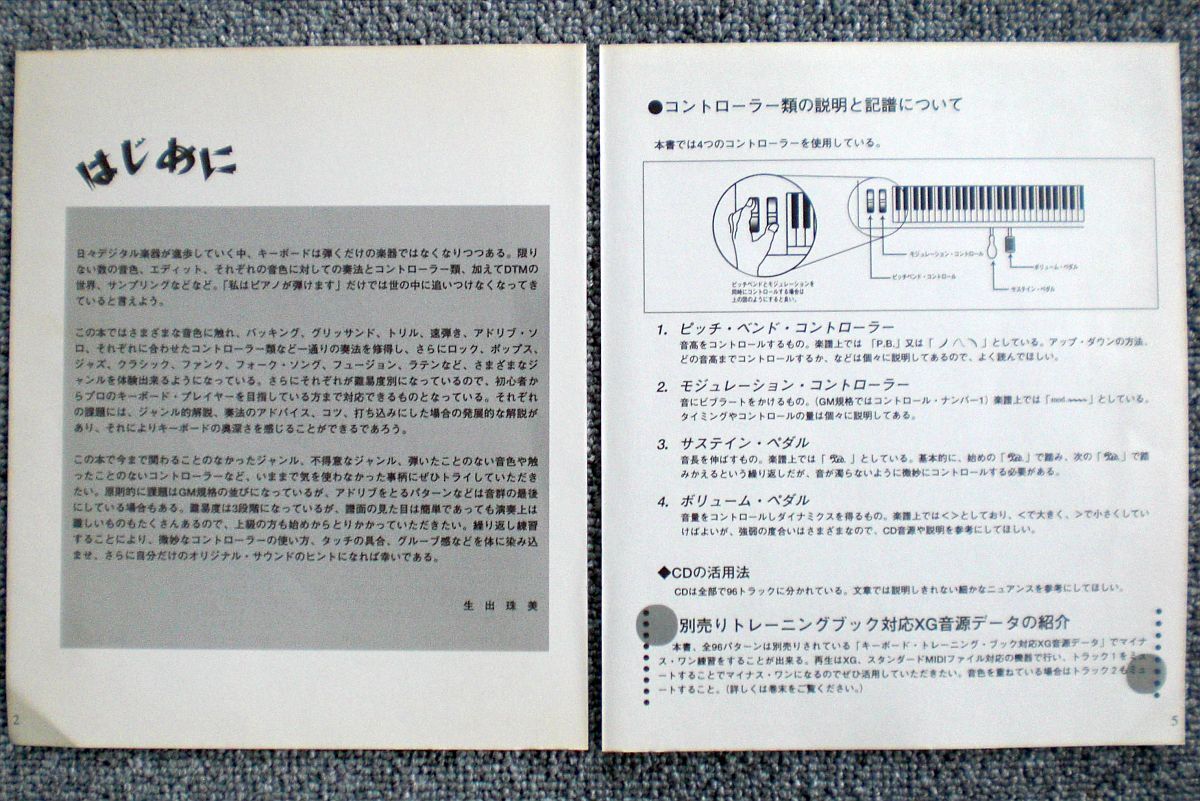 はじめに
日々デジタル楽器が進歩していく中、キーボードは弾くだけの楽器ではなくなりつつある。限り
ない数の音色、エディット、それぞれの音色に対しての奏法とコントローラー類、加えてDTMの
世界、サンプリングなどなど。「私はピアノが弾けます」だけでは世の中に追いつけなくなってき
ていると言えよう。
この本ではさまざまな音色に触れ、バッキング、グリッサンド、トリル、速弾き、アドリブ・ソ
ロ、それぞれに合わせたコントローラー類など一通りの奏法を修得し、さらにロック、ポップス、
ジャズ、クラシック、ファンク、フォーク・ソング、フュージョン、ラテンなど、さまざまなジャ
ンルを体験出来るようになっている。さらにそれぞれが難易度別になっているので、初心者か
らプロのキーボード・プレイヤーを目指している方まで対応できるものとなっている。それぞれ
の課題には、ジャンル的解説、奏法のアドバイス、コツ、打ち込みにした場合の発展的な解説が
あり、それによりキーボードの奥深さを感じることができるであろう。
この本で今まで関わることのなかったジャンル、不得意なジャンル、弾いたことのない音色や触
ったことのないコントローラーなど、いままで気を使わなかった事柄にぜひトライしていただき
たい。原則的に課題はGM規格の並びになっているが、アドリブをとるパターンなどは音群の最後
にしている場合もある。難易度は3段階になっているが、譜面の見た目は簡単であっても演奏上は
難しいものもたくさんあるので、上級の方も始めからとりかかっていただきたい。繰り返し練習
することにより、微妙なコントローラーの使い方、タッチの具合、グルーブ感などを体に染み込
ませ、さらに自分だけのオリジナル・サウンドのヒントになれば幸いである。
生出珠美
2
●コントローラー類の説明と記譜について
本書では4つのコントローラーを使用している。
モジュレーション・コントロール
ピッチベンド・コントロール
ボリューム・ペダル
サステイン・ペダル
ピッチベンドとモジュレーションを
同時にコントロールする場合は
上の図のようにすると良い。
1. ピッチ・ベンド・コントローラー
音高をコントロールするもの。楽譜上では「P.B.」又は「ノ/＼」としている。アップ・ダウンの方法、
どの音高までコントロールするか、などは個々に説明してあるので、よく読んでほしい。
2. モジュレーション・コントローラー
音にビブラートをかけるもの。(GM規格ではコントロール・ナンバー1)楽譜上では「mod.〜〜」としている。
タイミングやコントロールの量は個々に説明してある。
3. サステイン・ペダル
音長を伸ばすもの。楽譜上では「𝆮」としている。基本的に、始めの「𝆮」で踏み、次の「𝆮」で踏
みかえるという繰り返しだが、音が濁らないように微妙にコントロールする必要がある。
4. ボリューム・ペダル
音量をコントロールしダイナミクスを得るもの。楽譜上では<>としており、<で大きく、>で小さくしてい
けばよいが、強弱の度合いはさまざまなので、CD音源や説明を参考にしてほしい。
◆CDの活用法
CDは全部で96トラックに分かれている。文章では説明しきれない細かなニュアンスを参考にしてほしい。
別売りトレーニングブック対応XG音源データの紹介
本書、全96パターンは別売りされている「キーボード・トレーニング・ブック対応XG音源データ」でマイナ
ス・ワン練習をすることが出来る。再生はXG、スタンダードMIDIファイル対応の機器で行い、トラック1をミュ
ートすることでマイナス・ワンになるのでぜひ活用していただきたい。音色を重ねている場合はトラック2もミュ
ートすること。(詳しくは巻末をご覧ください。)
5